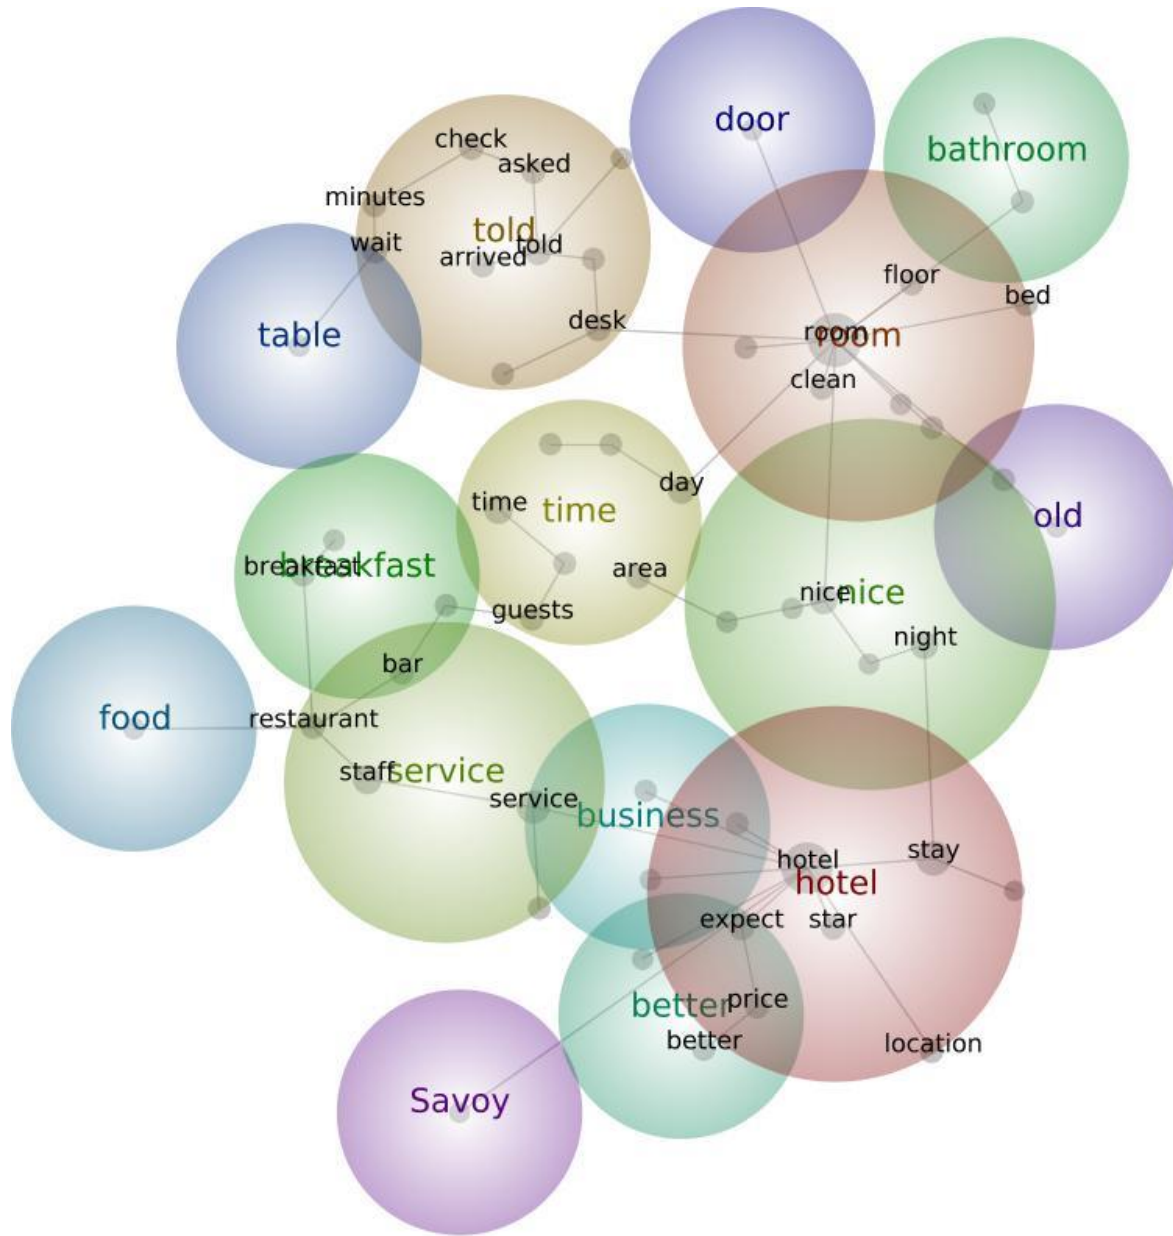 door
check
bathroom
asked
minutes
told
wait
told
arrived
floor
bed
desk
table
room
room
clean
day
time
time
old
breakfast
breakfast
area
nice
nice
guests
night
bar
food
restaurant
staff
service
service
business
stay
hotel
hotel
expect
star
price
better
better
location
Savoy